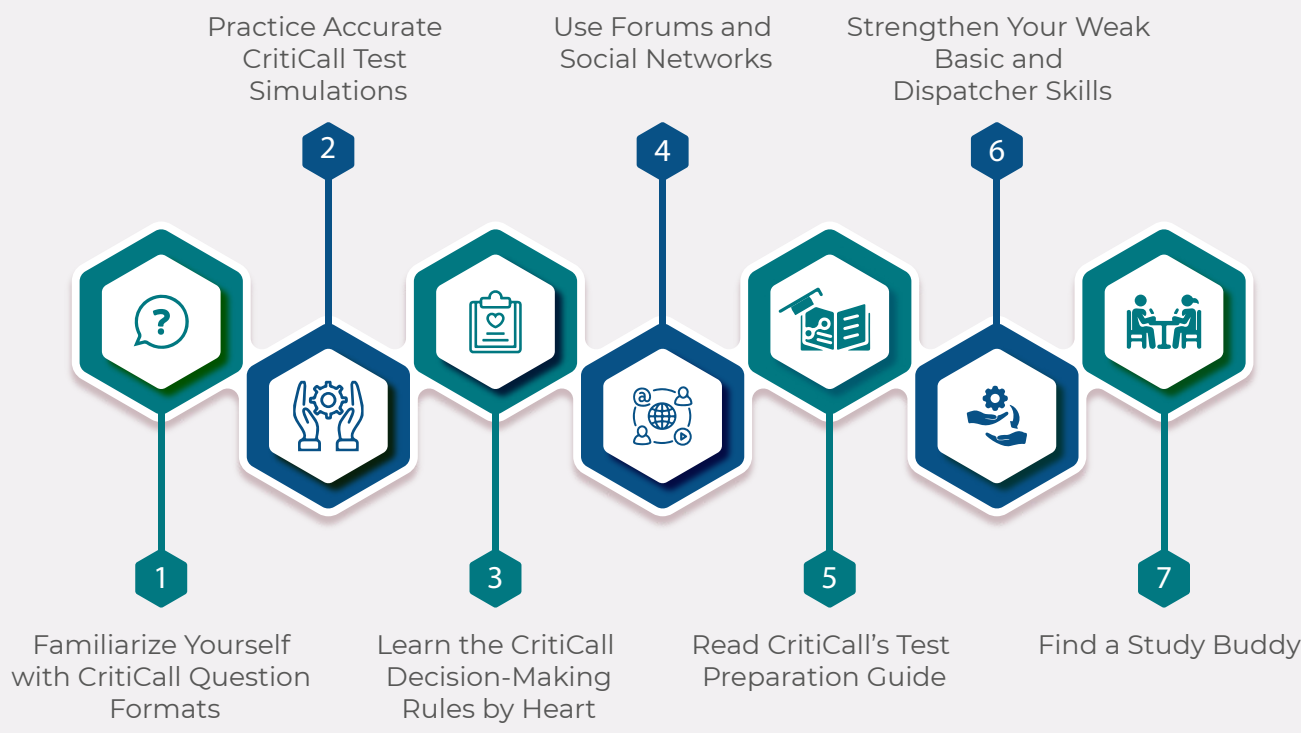 Practice Accurate
CritiCall Test
Simulations
2
Use Forums and
Social Networks
4
Strengthen Your Weak
Basic and
Dispatcher Skills
6
?
@
1
Familiarize Yourself
with CritiCall Question
Formats
3
Learn the CritiCall
Decision-Making
Rules by Heart
5
Read CritiCall’s Test
Preparation Guide
7
Find a Study Buddy